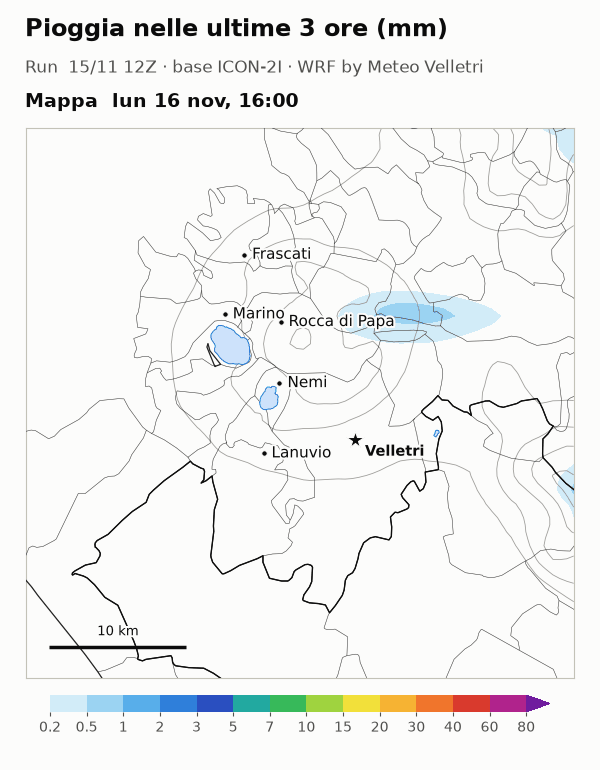 Pioggia nelle ultime 3 ore (mm)
Run 15/11 12Z · base ICON-2I · WRF by Meteo Velletri
Mappa lun 16 nov, 16:00
Frascati
Marino
Rocca di Papa
Nemi
Velletri
Lanuvio
10 km
0.2 0.5 1 2 3 5 7 10 15 20 30 40 60 80